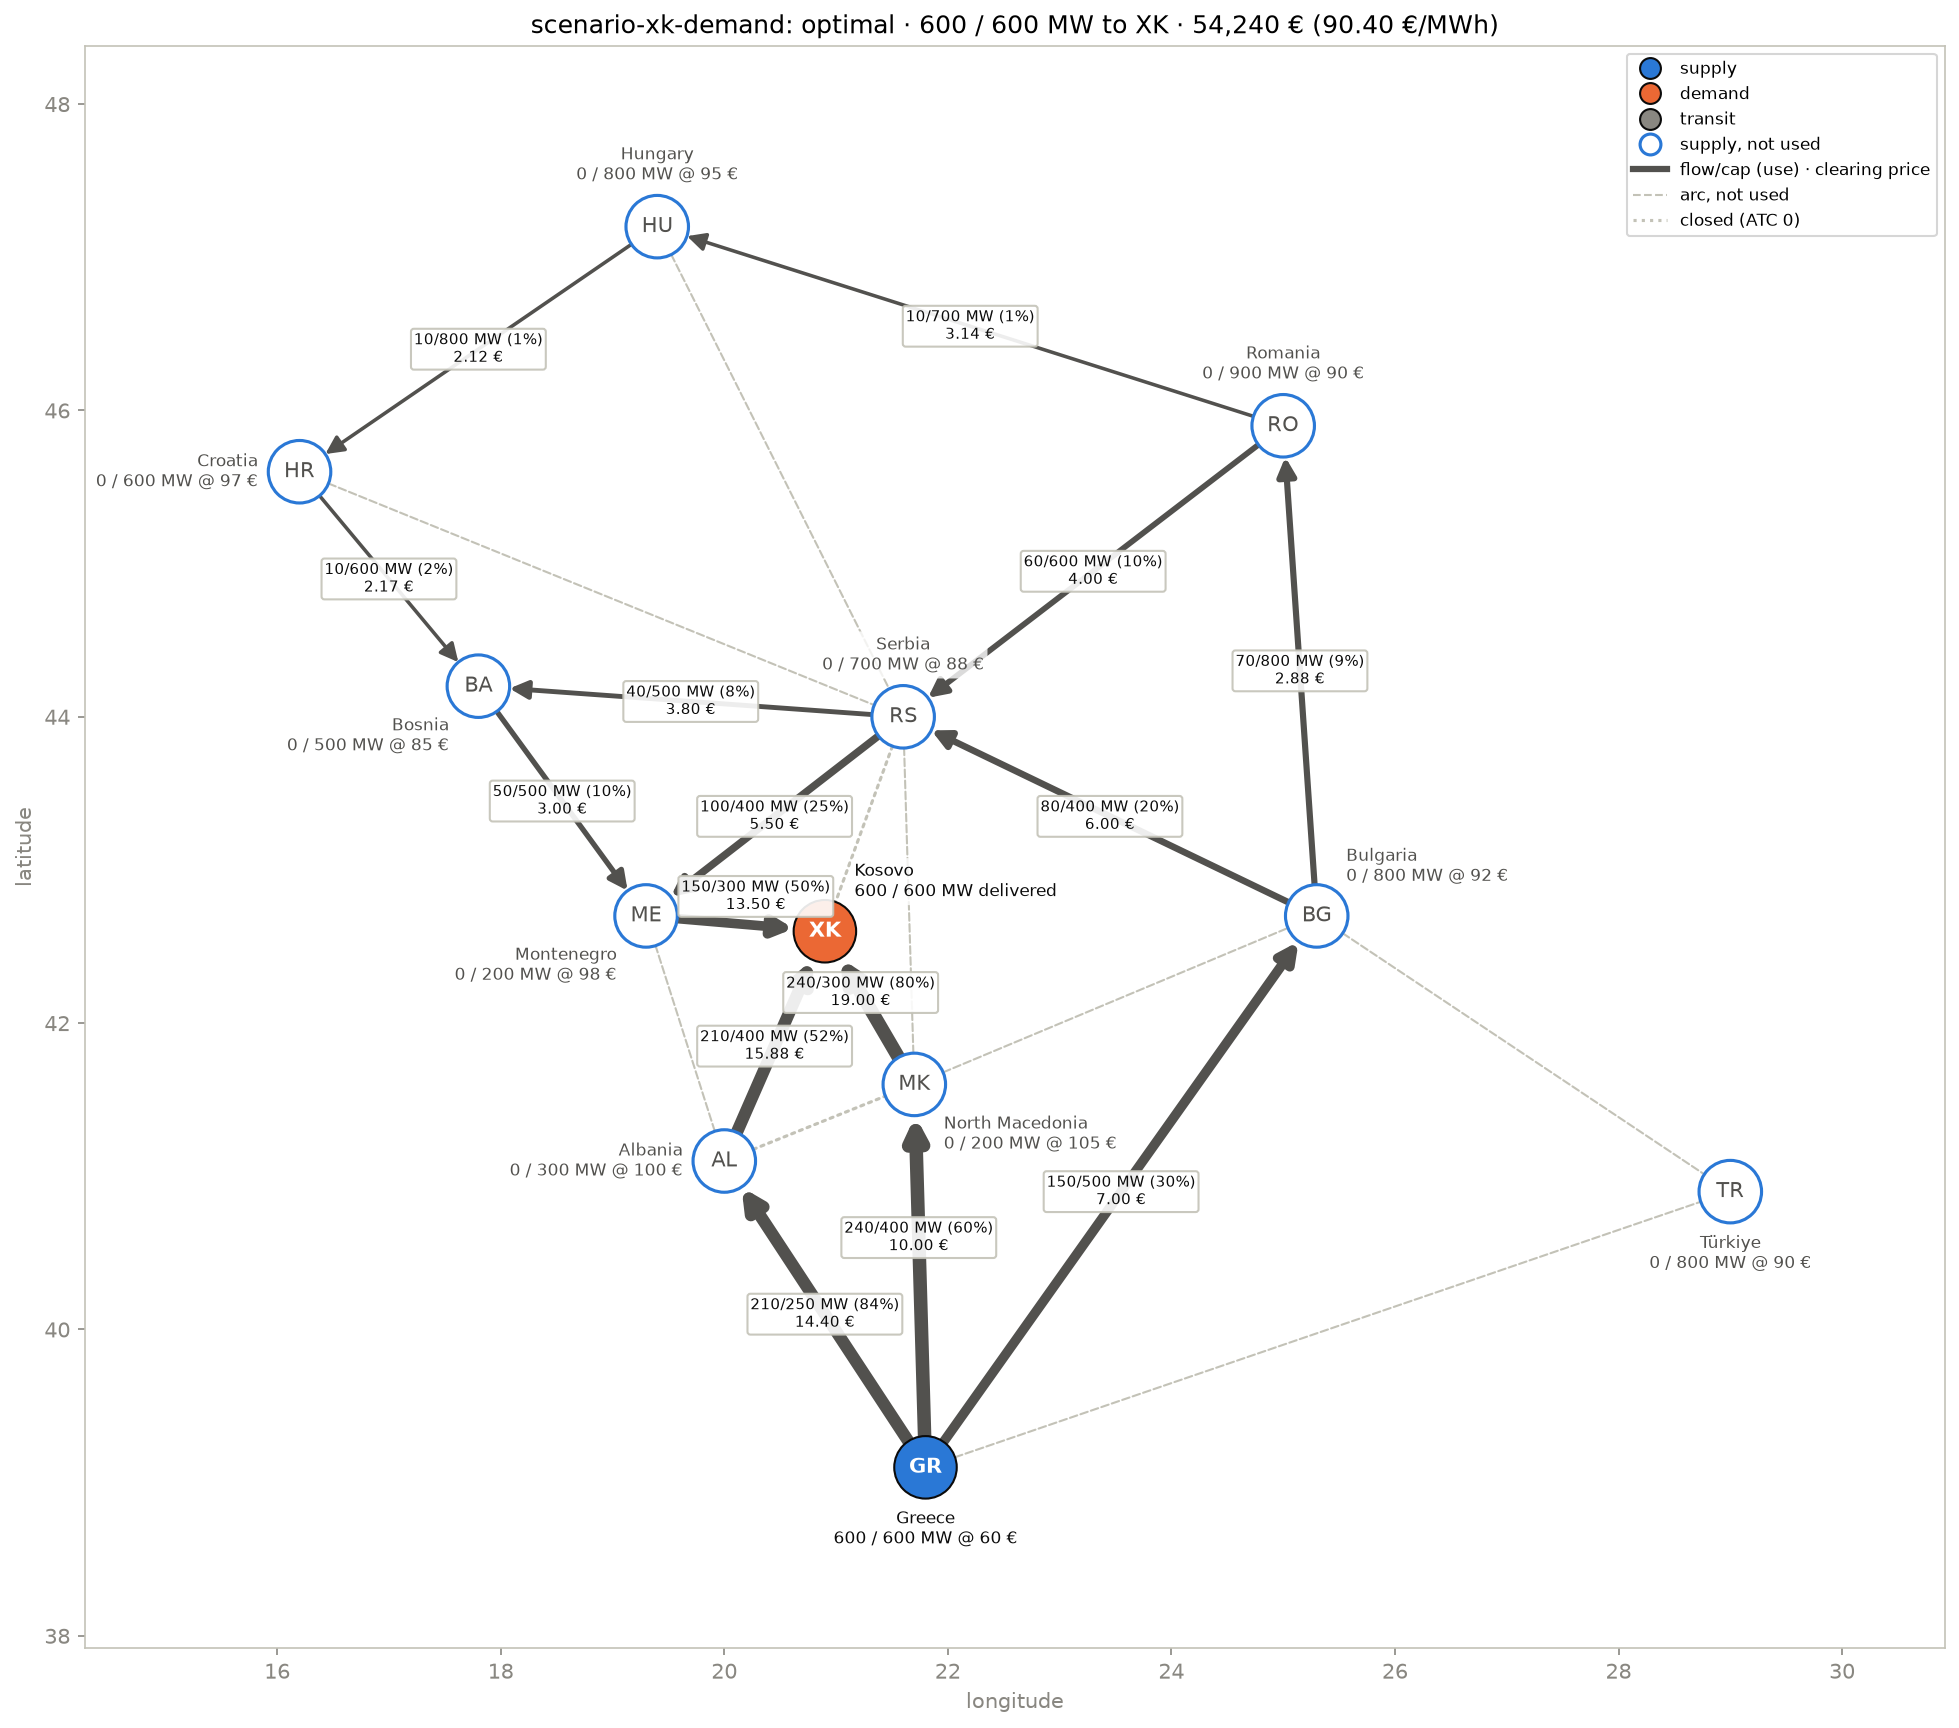 scenario-xk-demand: optimal · 600 / 600 MW to XK · 54,240 € (90.40 €/MWh)
supply
demand
transit
supply, not used
flow/cap (use) · clearing price
arc, not used
closed (ATC 0)
48
46
44
42
40
38
latitude
16
18
20
22
24
26
28
30
longitude
Hungary
0 / 800 MW @ 95 €
HU
10/800 MW (1%)
2.12 €
10/700 MW (1%)
3.14 €
Romania
0 / 900 MW @ 90 €
RO
Croatia
0 / 600 MW @ 97 €
HR
10/600 MW (2%)
2.17 €
60/600 MW (10%)
4.00 €
Serbia
0 / 700 MW @ 88 €
RS
70/800 MW (9%)
2.88 €
BA
Bosnia
0 / 500 MW @ 85 €
40/500 MW (8%)
3.80 €
50/500 MW (10%)
3.00 €
100/400 MW (25%)
5.50 €
80/400 MW (20%)
6.00 €
Bulgaria
0 / 800 MW @ 92 €
BG
Kosovo
600 / 600 MW delivered
XK
150/300 MW (50%)
13.50 €
ME
Montenegro
0 / 200 MW @ 98 €
240/300 MW (80%)
19.00 €
210/400 MW (52%)
15.88 €
MK
North Macedonia
0 / 200 MW @ 105 €
Albania
0 / 300 MW @ 100 €
AL
150/500 MW (30%)
7.00 €
TR
Türkiye
0 / 800 MW @ 90 €
240/400 MW (60%)
10.00 €
210/250 MW (84%)
14.40 €
GR
Greece
600 / 600 MW @ 60 €